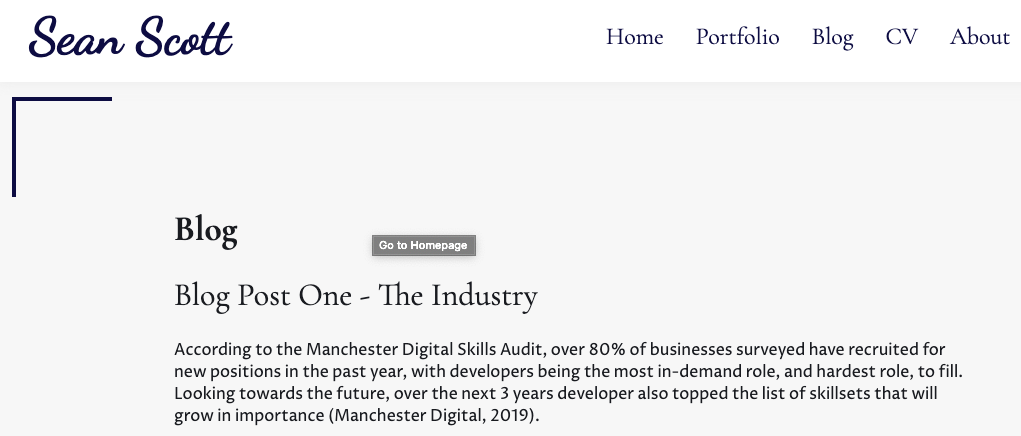 Sean Scott
Home Portfolio Blog CV About
Blog
Go to Homepage
Blog Post One - The Industry
According to the Manchester Digital Skills Audit, over 80% of businesses surveyed have recruited for
new positions in the past year, with developers being the most in-demand role, and hardest role, to fill.
Looking towards the future, over the next 3 years developer also topped the list of skillsets that will
grow in importance (Manchester Digital, 2019).